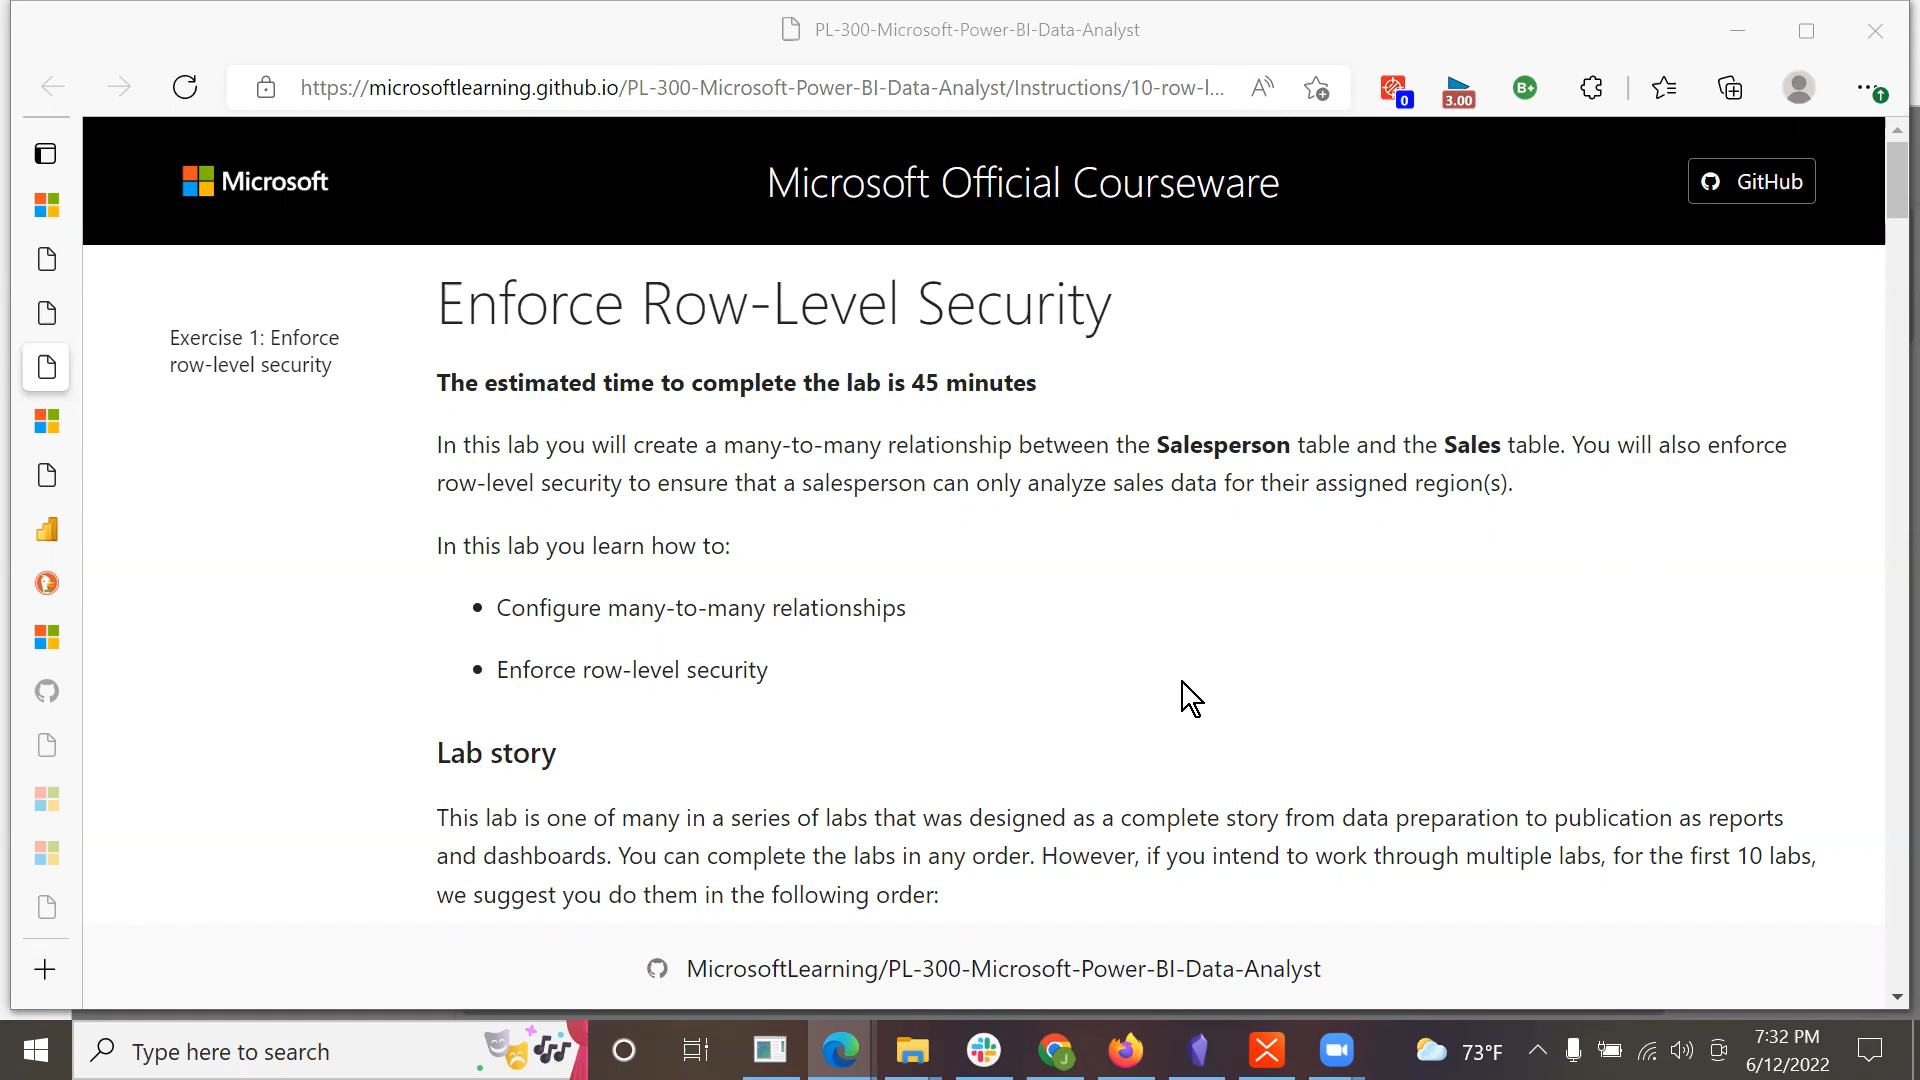 PL-300-Microsoft-Power-BI-Data-Analyst
https://microsoftlearning.github.io/PL-300-Microsoft-Power-BI-Data-Analyst/Instructions/10-row-l...
0
3.00
B+
Microsoft
Microsoft Official Courseware
GitHub
Exercise 1: Enforce
row-level security
Enforce Row-Level Security
The estimated time to complete the lab is 45 minutes
In this lab you will create a many-to-many relationship between the Salesperson table and the Sales table. You will also enforce
row-level security to ensure that a salesperson can only analyze sales data for their assigned region(s).
In this lab you learn how to:
• Configure many-to-many relationships
• Enforce row-level security
Lab story
This lab is one of many in a series of labs that was designed as a complete story from data preparation to publication as reports
and dashboards. You can complete the labs in any order. However, if you intend to work through multiple labs, for the first 10 labs,
we suggest you do them in the following order:
MicrosoftLearning/PL-300-Microsoft-Power-BI-Data-Analyst
Type here to search
73°F
7:32 PM
6/12/2022